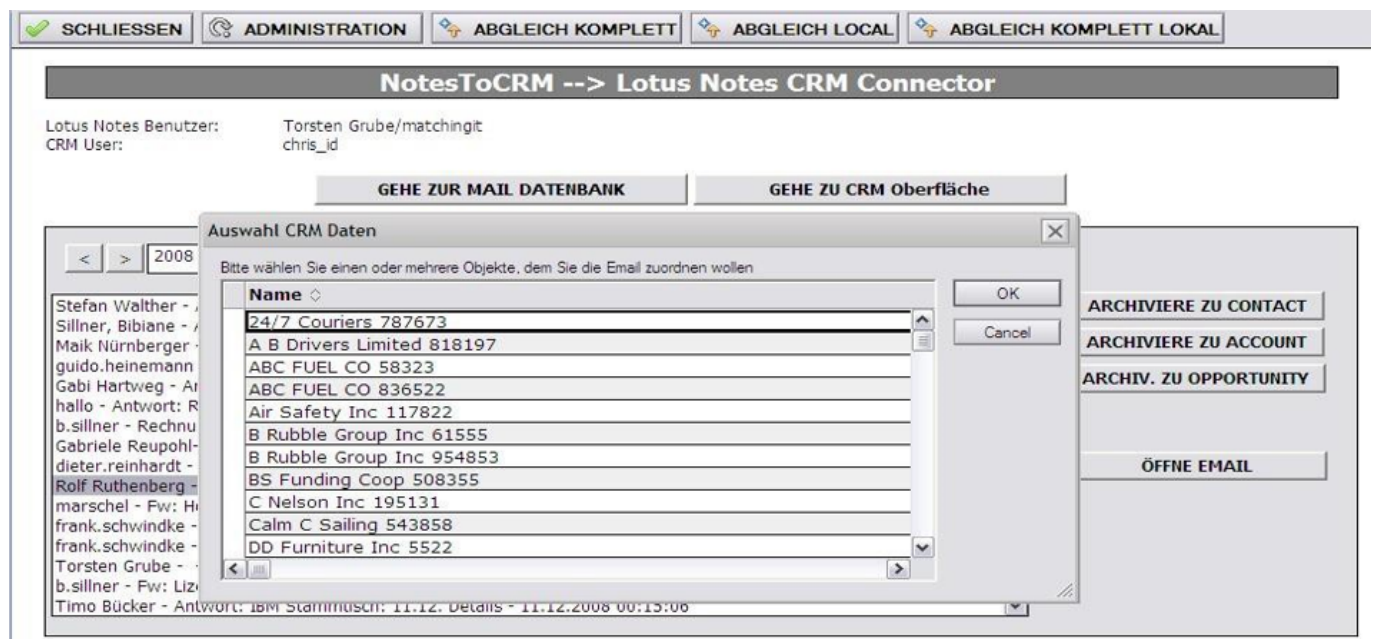 SCHLIESSEN ADMINISTRATION ABGLEICH KOMPLETT ABGLEICH LOCAL ABGLEICH KOMPLETT LOKAL
NotesToCRM --> Lotus Notes CRM Connector
Lotus Notes Benutzer: Torsten Grube/matchingit
CRM User: chris_id
GEHE ZUR MAIL DATENBANK GEHE ZU CRM Oberfläche
Auswahl CRM Daten
< > 2008
Bitte wählen Sie einen oder mehrere Objekte, dem Sie die Email zuordnen wollen
Name
OK
Cancel
24/7 Couriers 787673
A B Drivers Limited 818197
ABC FUEL CO 58323
ABC FUEL CO 836522
Air Safety Inc 117822
B Rubble Group Inc 61555
B Rubble Group Inc 954853
BS Funding Coop 508355
C Nelson Inc 195131
Calm C Sailing 543858
DD Furniture Inc 5522
Stefan Walther -
Sillner, Bibiane -
Maik Nürnberger -
guido.heinemann
Gabi Hartweg - Ar
hallo - Antwort: R
b.sillner - Rechnu
Gabriele Reupohl-
dieter.reinhardt -
Rolf Ruthenberg -
marschel - Fw:
frank.schwindke -
frank.schwindke -
Torsten Grube -
b.sillner - Fw: Liz
Timo Bücker - Antwort: IBM Stammtisch: 11.12. Details - 11.12.2008 00:15:06
ARCHIVIERE ZU CONTACT
ARCHIVIERE ZU ACCOUNT
ARCHIV. ZU OPPORTUNITY
ÖFFNE EMAIL